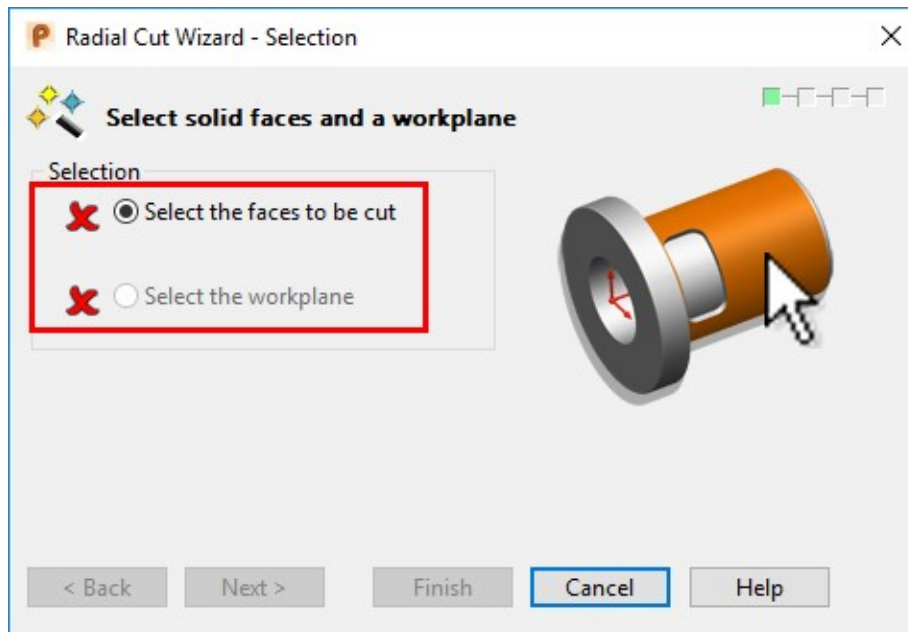 Radial Cut Wizard - Selection
Select solid faces and a workplane
Selection
Select the faces to be cut
Select the workplane
< Back Next > Finish Cancel Help